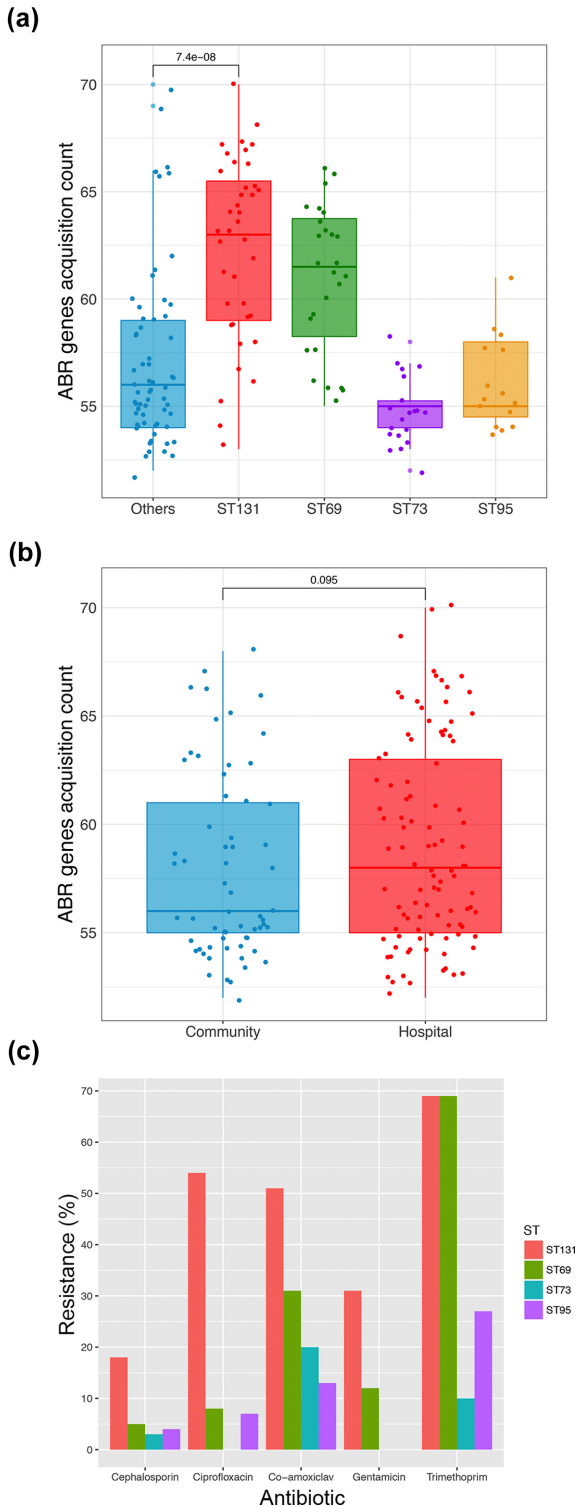 (a)
7.4e−08
70
65
60
55
ABR genes acquisition count
Others ST131 ST69 ST73 ST95
(b)
0.095
70
65
60
55
ABR genes acquisition count
Community Hospital
(c)
70
60
50
40
30
20
10
0
Resistance (%)
Cephalosporin Ciprofloxacin Co−amoxiclav Gentamicin Trimethoprim
Antibiotic
ST
ST131
ST69
ST73
ST95